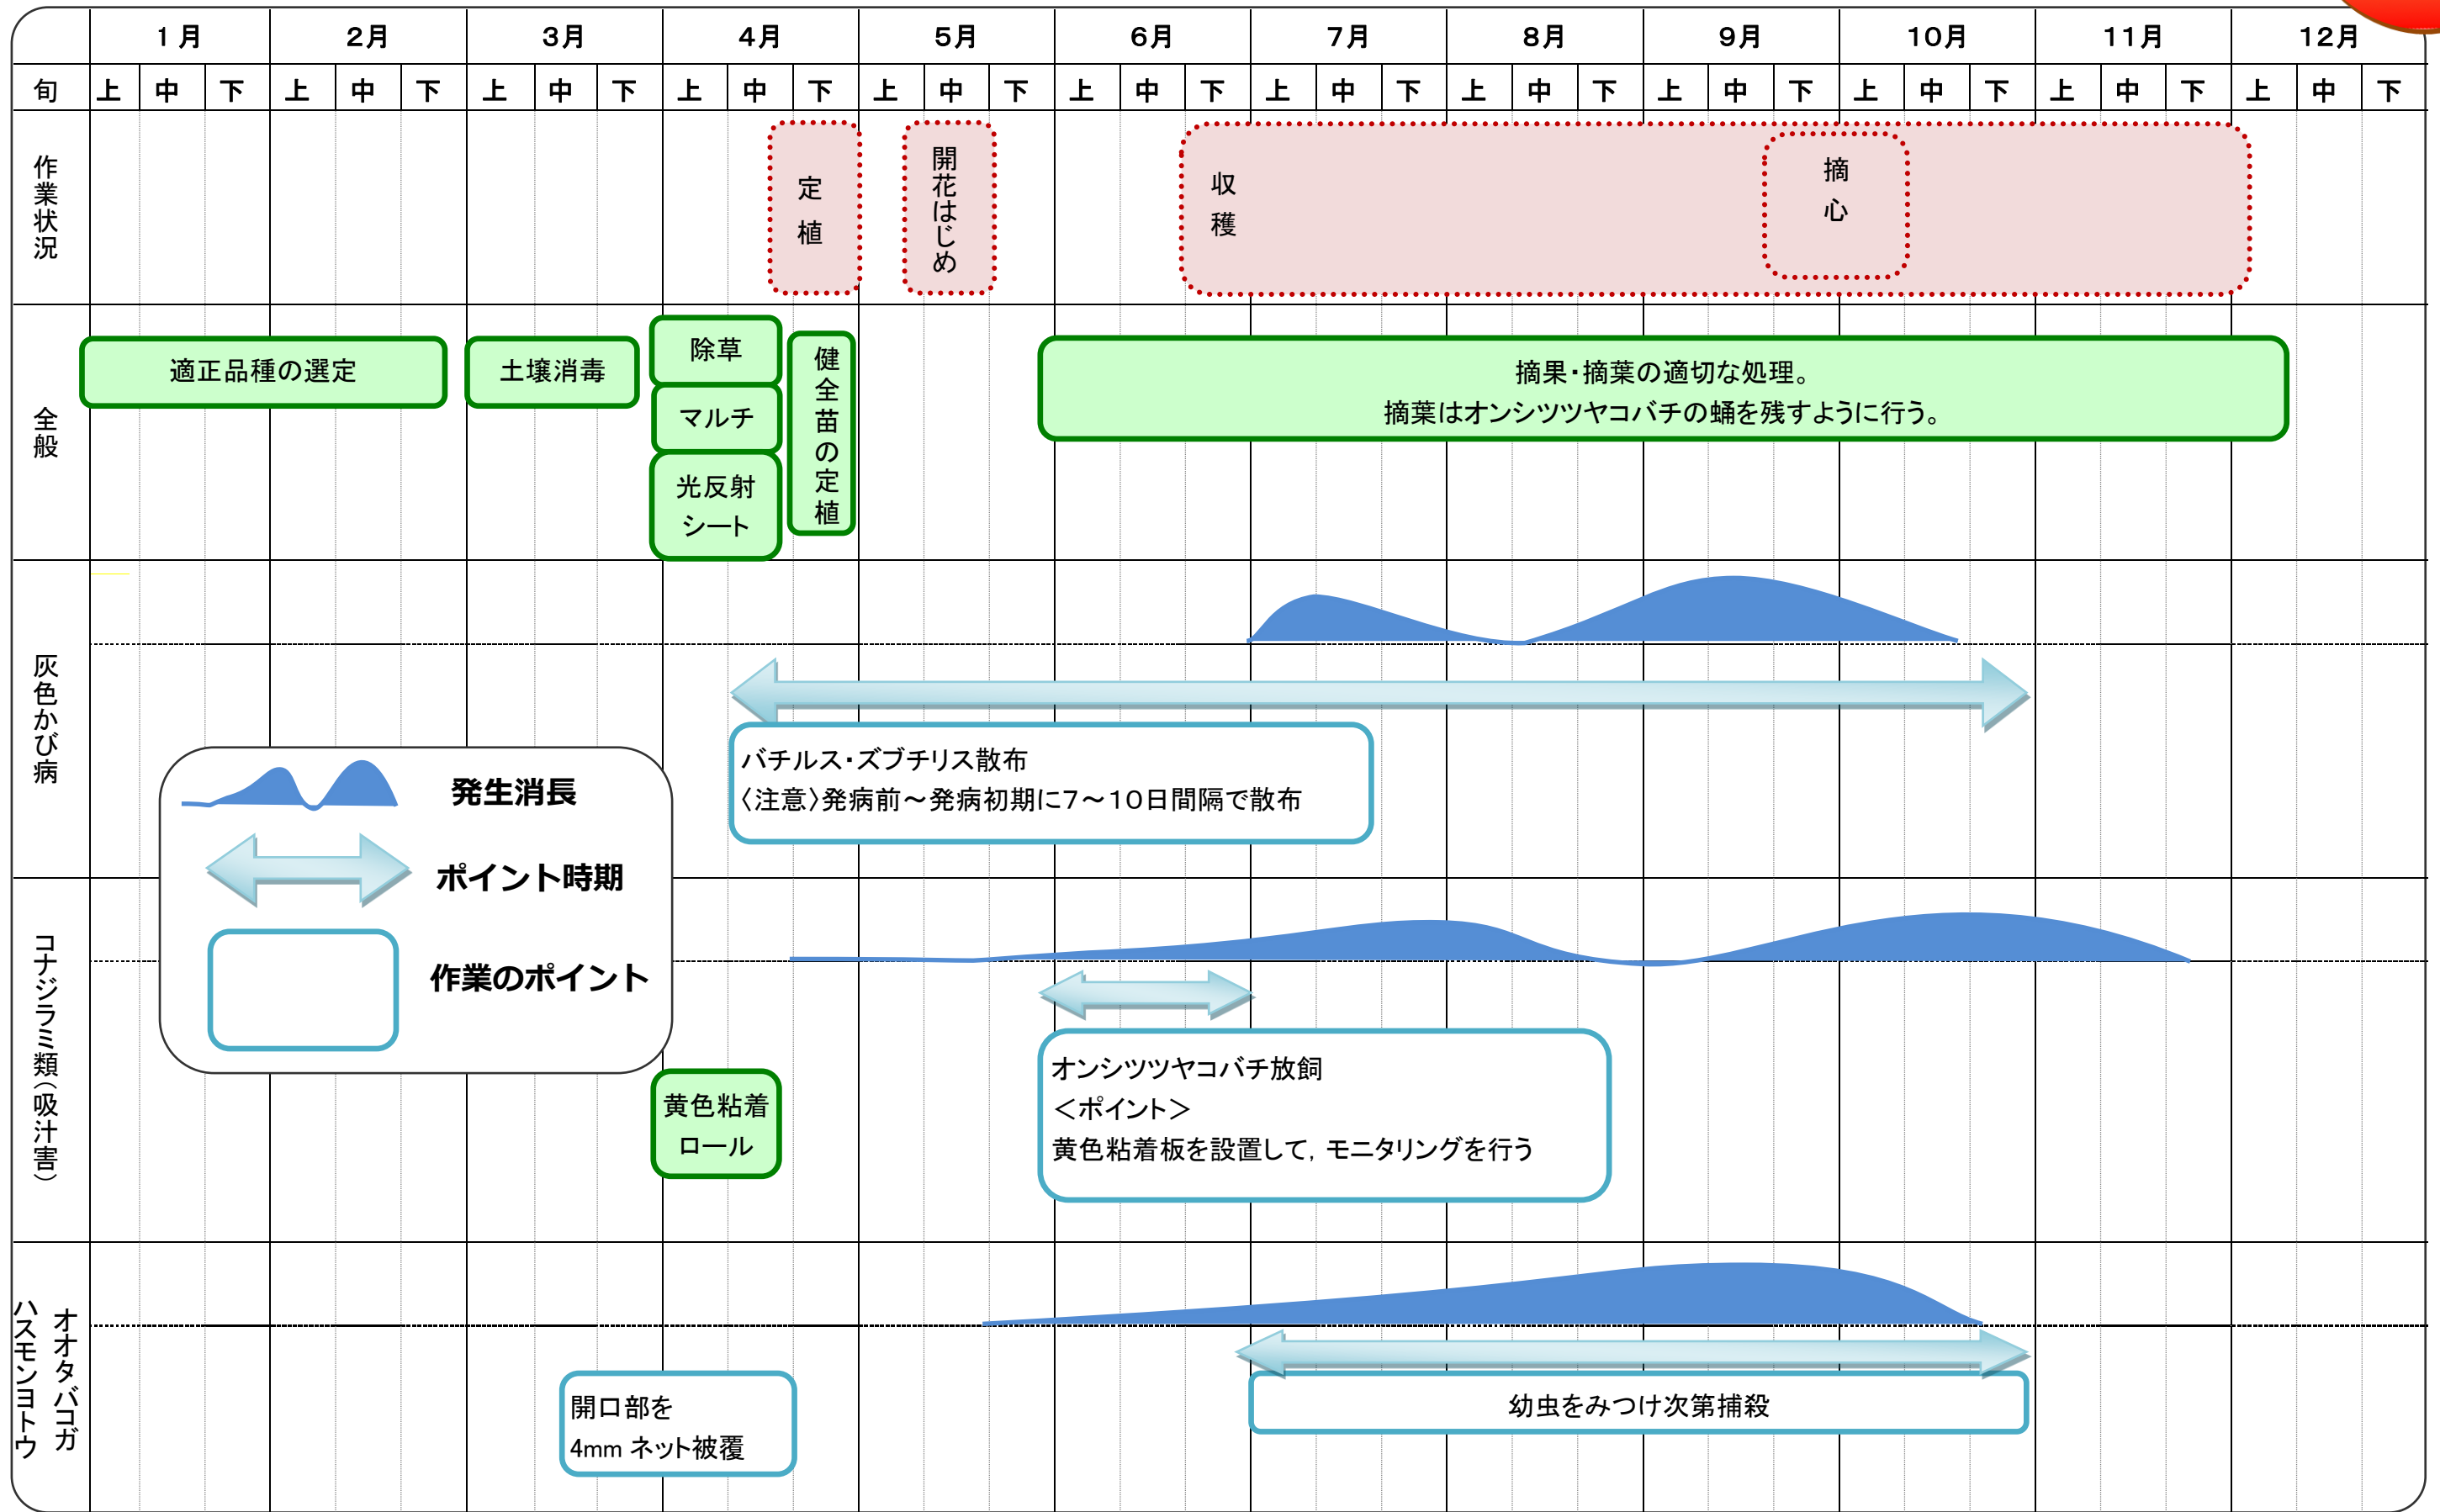 1月 2月 3月 4月 5月 6月 7月 8月 9月 10月 11月 12月
旬 上 中 下 上 中 下 上 中 下 上 中 下 上 中 下 上 中 下 上 中 下 上 中 下 上 中 下 上 中 下 上 中 下 上 中 下
作業状況
定植
開花はじめ
収穫
摘心
全般
適正品種の選定
土壌消毒
除草
マルチ
光反射
シート
健全苗の定植
摘果・摘葉の適切な処理。
摘葉はオンシツツヤコバチの蛹を残すように行う。
灰色かび病
バチルス・ズブチリス散布
〈注意〉発病前～発病初期に7～10日間隔で散布
発生消長
ポイント時期
作業のポイント
コナジラミ類(吸汁害)
黄色粘着
ロール
オンシツツヤコバチ放飼
＜ポイント＞
黄色粘着板を設置して，モニタリングを行う
オオタバコガ
ハスモンヨトウ
開口部を
4mm ネット被覆
幼虫をみつけ次第捕殺